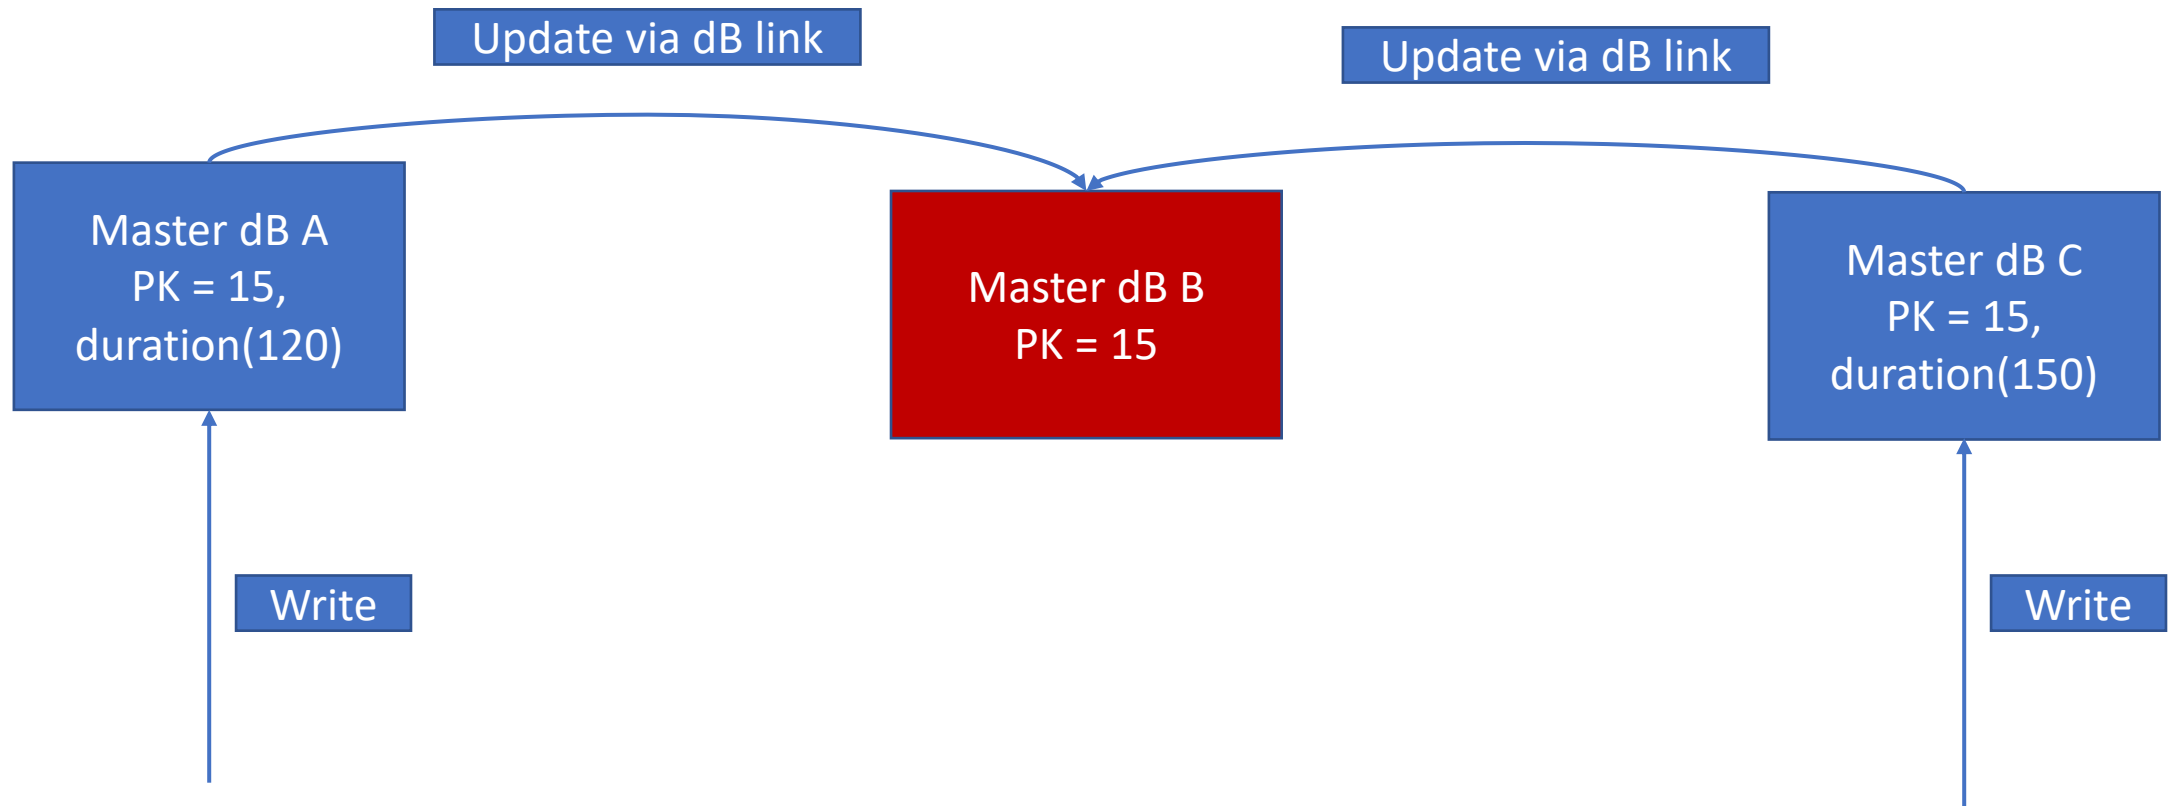 Update via dB link
Update via dB link
Master dB A
PK = 15,
duration(120)
Master dB B
PK = 15
Master dB C
PK = 15,
duration(150)
Write
Write